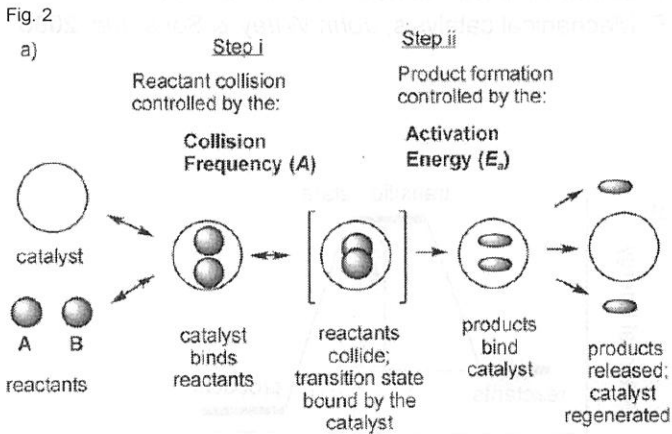 Fig. 2
a)
Step i
Reactant collision
controlled by the:
Collision
Frequency (A)
Step ii
Product formation
controlled by the:
Activation
Energy (Ea)
catalyst
A B
reactants
catalyst
binds
reactants
reactants
collide;
transition state
bound by the
catalyst
products
bind
catalyst
products
released;
catalyst
regenerated